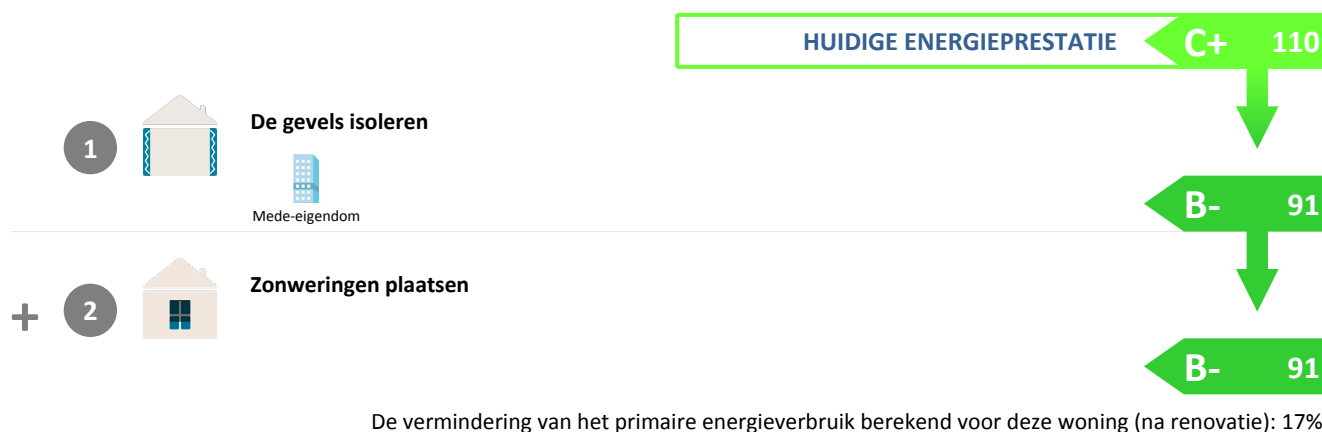 HUIDIGE ENERGIEPRESTATIE C+ 110
1 De gevels isoleren
Mede-eigendom
B- 91
+ 2 Zonweringen plaatsen
B- 91
De vermindering van het primaire energieverbruik berekend voor deze woning (na renovatie): 17%